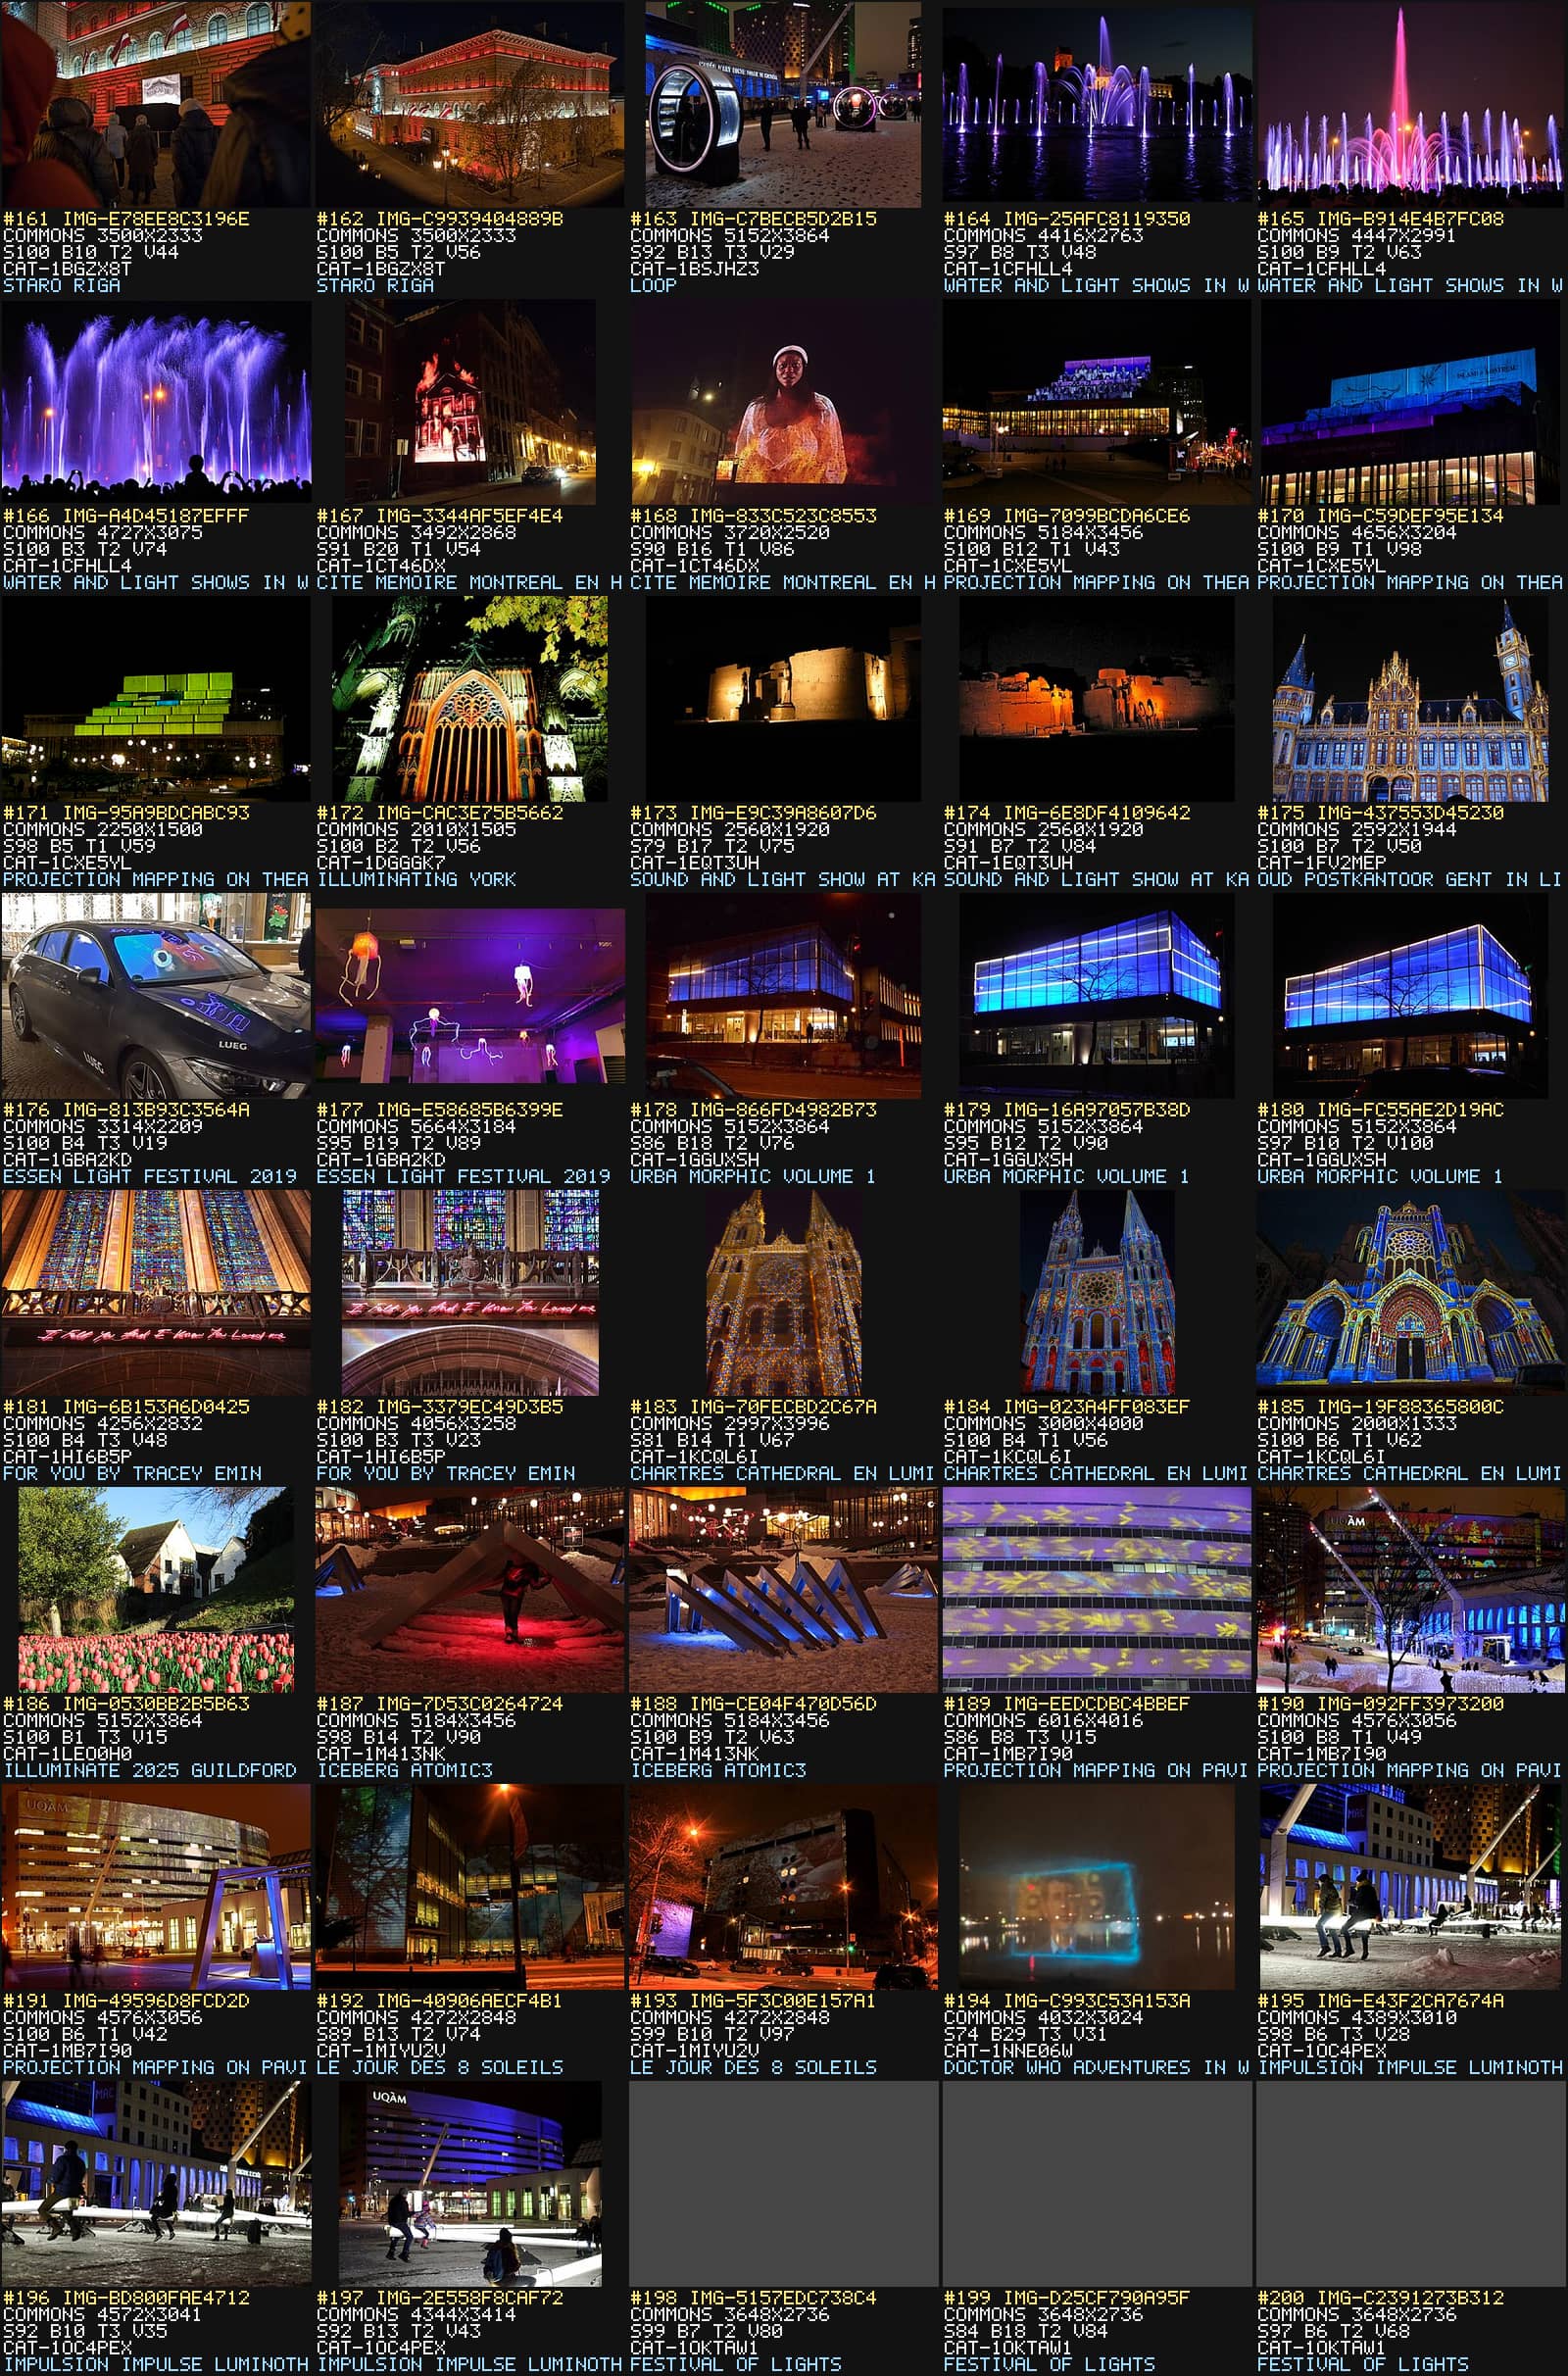 #161 IMG-E78EE8C3196E
COMMONS 3500X2333
S100 B10 T2 V44
CAT-1BGZX8T
STARO RIGA
#162 IMG-C9939404889B
COMMONS 3500X2333
S100 B5 T2 V56
CAT-1BGZX8T
STARO RIGA
#163 IMG-C7BECB5D2B15
COMMONS 5152X3864
S92 B13 T3 V29
CAT-1BSJHZ3
LOOP
#164 IMG-25AFC8119350
COMMONS 4416X2763
S97 B8 T3 V48
CAT-1CFHLL4
WATER AND LIGHT SHOWS IN W
#165 IMG-B914E4B7FC08
COMMONS 4447X2991
S100 B9 T2 V63
CAT-1CFHLL4
WATER AND LIGHT SHOWS IN W
#166 IMG-A4D45187EFFF
COMMONS 4727X3075
S100 B3 T2 V74
CAT-1CFHLL4
WATER AND LIGHT SHOWS IN W
#167 IMG-3344AF5EF4E4
COMMONS 3492X2868
S91 B20 T1 V54
CAT-1CT46DX
CITE MEMOIRE MONTREAL EN H
#168 IMG-833C523C8553
COMMONS 3720X2520
S90 B16 T1 V86
CAT-1CT46DX
CITE MEMOIRE MONTREAL EN H
#169 IMG-7099BCDA6CE6
COMMONS 5184X3456
S100 B12 T1 V43
CAT-1CXE5YL
PROJECTION MAPPING ON THEA
#170 IMG-C59DEF95E134
COMMONS 4656X3204
S100 B9 T1 V98
CAT-1CXE5YL
PROJECTION MAPPING ON THEA
#171 IMG-95A9BDCABC93
COMMONS 2250X1500
S98 B5 T1 V59
CAT-1CXE5YL
PROJECTION MAPPING ON THEA
#172 IMG-CAC3E75B5662
COMMONS 2010X1505
S100 B2 T2 V56
CAT-1DGGGK7
ILLUMINATING YORK
#173 IMG-E9C39A8607D6
COMMONS 2560X1920
S79 B17 T2 V75
CAT-1EQT3UH
SOUND AND LIGHT SHOW AT KA
#174 IMG-6E8DF4109642
COMMONS 2560X1920
S91 B7 T2 V84
CAT-1EQT3UH
SOUND AND LIGHT SHOW AT KA
#175 IMG-437553D45230
COMMONS 2592X1944
S100 B7 T2 V50
CAT-1FV2MEP
OUD POSTKANTOOR GENT IN LI
LUEG
LUEG
#176 IMG-813B93C3564A
COMMONS 3314X2209
S100 B4 T3 V19
CAT-1GBA2KD
ESSEN LIGHT FESTIVAL 2019
#177 IMG-E58685B6399E
COMMONS 5664X3184
S95 B19 T2 V89
CAT-1GBA2KD
ESSEN LIGHT FESTIVAL 2019
#178 IMG-866FD4982B73
COMMONS 5152X3864
S86 B18 T2 V76
CAT-1GGUXSH
URBA MORPHIC VOLUME 1
#179 IMG-16A97057B38D
COMMONS 5152X3864
S95 B12 T2 V90
CAT-1GGUXSH
URBA MORPHIC VOLUME 1
#180 IMG-FC55AE2D19AC
COMMONS 5152X3864
S97 B10 T2 V100
CAT-1GGUXSH
URBA MORPHIC VOLUME 1
I Felt You And I Knew You Loved me
#181 IMG-6B153A6D0425
COMMONS 4256X2832
S100 B4 T3 V48
CAT-1HI6B5P
FOR YOU BY TRACEY EMIN
I Felt You And I Knew You Loved me
#182 IMG-3379EC49D3B5
COMMONS 4056X3258
S100 B3 T3 V23
CAT-1HI6B5P
FOR YOU BY TRACEY EMIN
#183 IMG-70FECBD2C67A
COMMONS 2997X3996
S81 B14 T1 V67
CAT-1KCQL6I
CHARTRES CATHEDRAL EN LUMI
#184 IMG-023A4FF083EF
COMMONS 3000X4000
S100 B4 T1 V56
CAT-1KCQL6I
CHARTRES CATHEDRAL EN LUMI
#185 IMG-19F88365800C
COMMONS 2000X1333
S100 B6 T1 V62
CAT-1KCQL6I
CHARTRES CATHEDRAL EN LUMI
#186 IMG-0530BB2B5B63
COMMONS 5152X3864
S100 B1 T3 V15
CAT-1LEO0H0
ILLUMINATE 2025 GUILDFORD
#187 IMG-7D53C0264724
COMMONS 5184X3456
S98 B14 T2 V90
CAT-1M413NK
ICEBERG ATOMIC3
#188 IMG-CE04F470D56D
COMMONS 5184X3456
S100 B9 T2 V63
CAT-1M413NK
ICEBERG ATOMIC3
#189 IMG-EEDCDBC4BBEF
COMMONS 6016X4016
S86 B8 T3 V15
CAT-1MB7I90
PROJECTION MAPPING ON PAVI
UQÀM
#190 IMG-092FF3973200
COMMONS 4576X3056
S100 B8 T1 V49
CAT-1MB7I90
PROJECTION MAPPING ON PAVI
UQÀM
#191 IMG-49596D8FCD2D
COMMONS 4576X3056
S100 B6 T1 V42
CAT-1MB7I90
PROJECTION MAPPING ON PAVI
#192 IMG-40906AECF4B1
COMMONS 4272X2848
S89 B13 T2 V74
CAT-1MIYU2V
LE JOUR DES 8 SOLEILS
#193 IMG-5F3C00E157A1
COMMONS 4272X2848
S99 B10 T2 V97
CAT-1MIYU2V
LE JOUR DES 8 SOLEILS
#194 IMG-C993C53A153A
COMMONS 4032X3024
S74 B29 T3 V31
CAT-1NNE06W
DOCTOR WHO ADVENTURES IN W
MAC
#195 IMG-E43F2CA7674A
COMMONS 4389X3010
S98 B6 T3 V28
CAT-1OC4PEX
IMPULSION IMPULSE LUMINOTH
MAC
#196 IMG-BD800FAE4712
COMMONS 4572X3041
S92 B10 T3 V35
CAT-1OC4PEX
IMPULSION IMPULSE LUMINOTH
UQÀM
#197 IMG-2E558F8CAF72
COMMONS 4344X3414
S92 B13 T2 V43
CAT-1OC4PEX
IMPULSION IMPULSE LUMINOTH
#198 IMG-5157EDC738C4
COMMONS 3648X2736
S99 B7 T2 V80
CAT-1OKTAW1
FESTIVAL OF LIGHTS
#199 IMG-D25CF790A95F
COMMONS 3648X2736
S84 B18 T2 V84
CAT-1OKTAW1
FESTIVAL OF LIGHTS
#200 IMG-C2391273B312
COMMONS 3648X2736
S97 B6 T2 V68
CAT-1OKTAW1
FESTIVAL OF LIGHTS